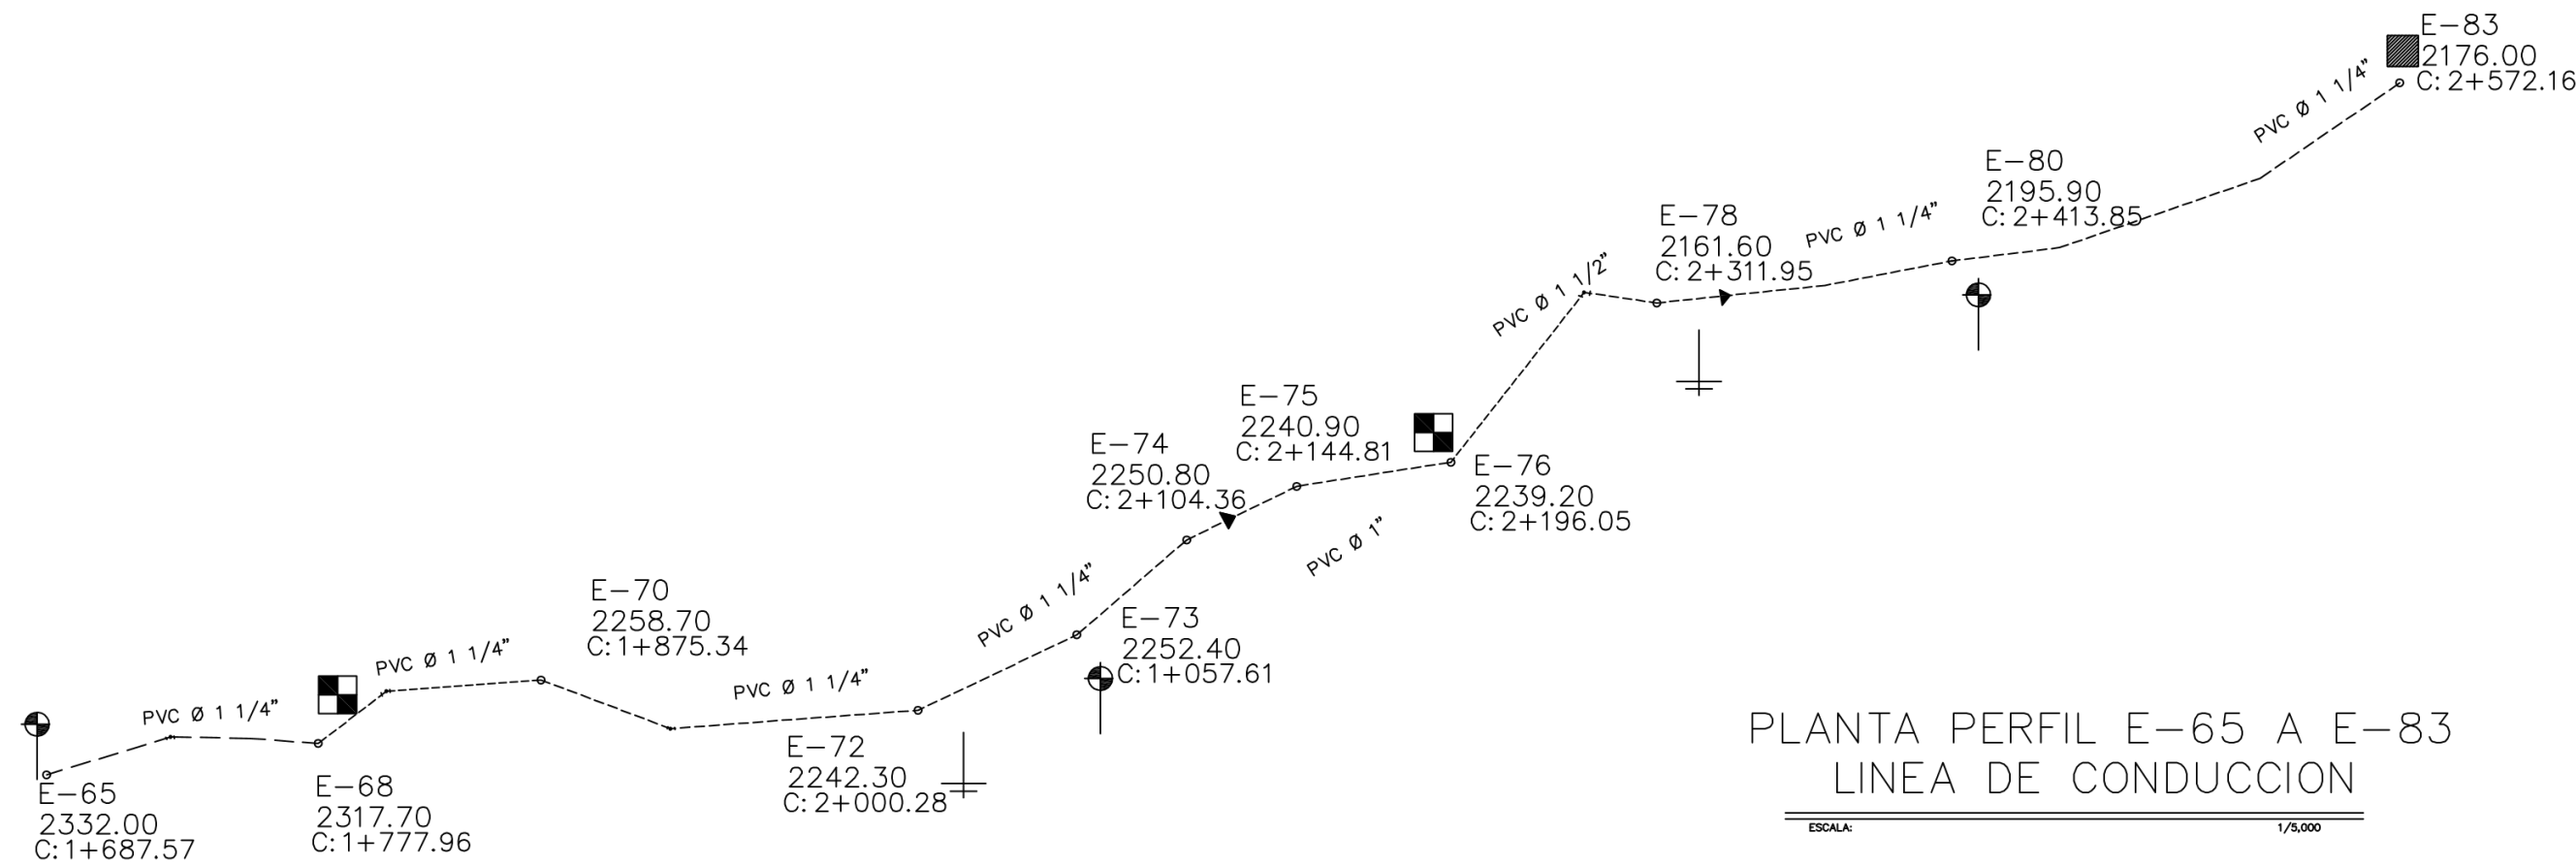 E-83
2176.00
C: 2+572.16
PVC Ø 1 1/4"
E-80
2195.90
C: 2+413.85
PVC Ø 1 1/4"
E-78
2161.60
C: 2+311.95
PVC Ø 1 1/2"
E-75
2240.90
C: 2+144.81
E-74
2250.80
C: 2+104.36
E-76
2239.20
C: 2+196.05
PVC Ø 1"
PVC Ø 1 1/4"
E-70
2258.70
C: 1+875.34
E-73
2252.40
C: 1+057.61
PVC Ø 1 1/4"
PVC Ø 1 1/4"
PVC Ø 1 1/4"
E-72
2242.30
C: 2+000.28
E-65
2332.00
C: 1+687.57
E-68
2317.70
C: 1+777.96
PLANTA PERFIL E-65 A E-83
LINEA DE CONDUCCION
ESCALA: 1/5,000